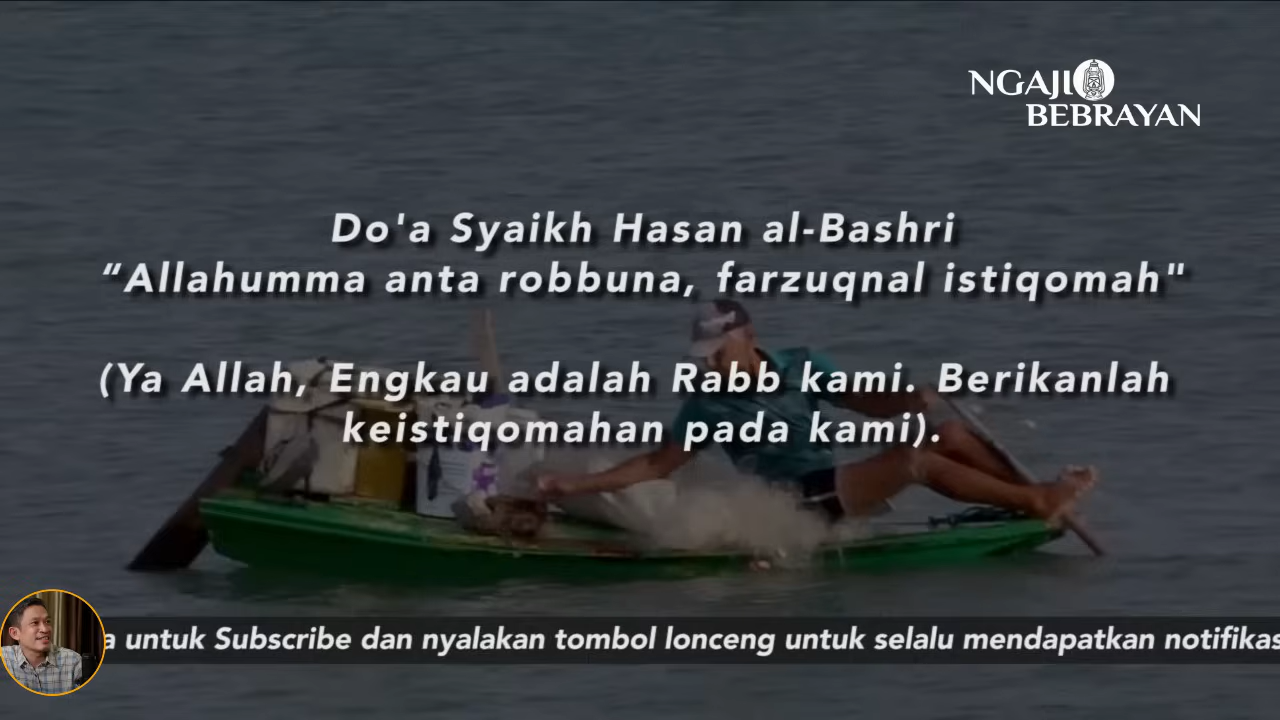 NGAJI
BEBRAYAN
Do'a Syaikh Hasan al-Bashri
“Allahumma anta robbuna, farzuqnal istiqomah"
(Ya Allah, Engkau adalah Rabb kami. Berikanlah
keistiqomahan pada kami).
untuk Subscribe dan nyalakan tombol lonceng untuk selalu mendapatkan